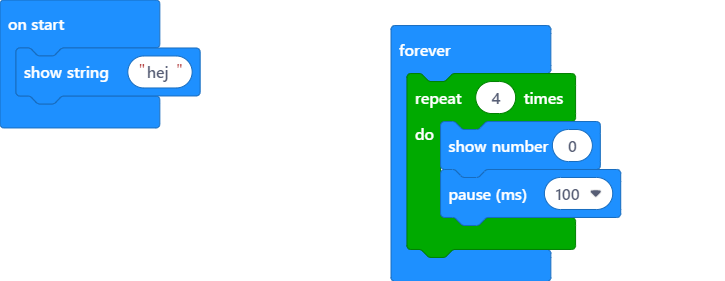 on start
show string "hej "
forever
repeat 4 times
do
show number 0
pause (ms) 100